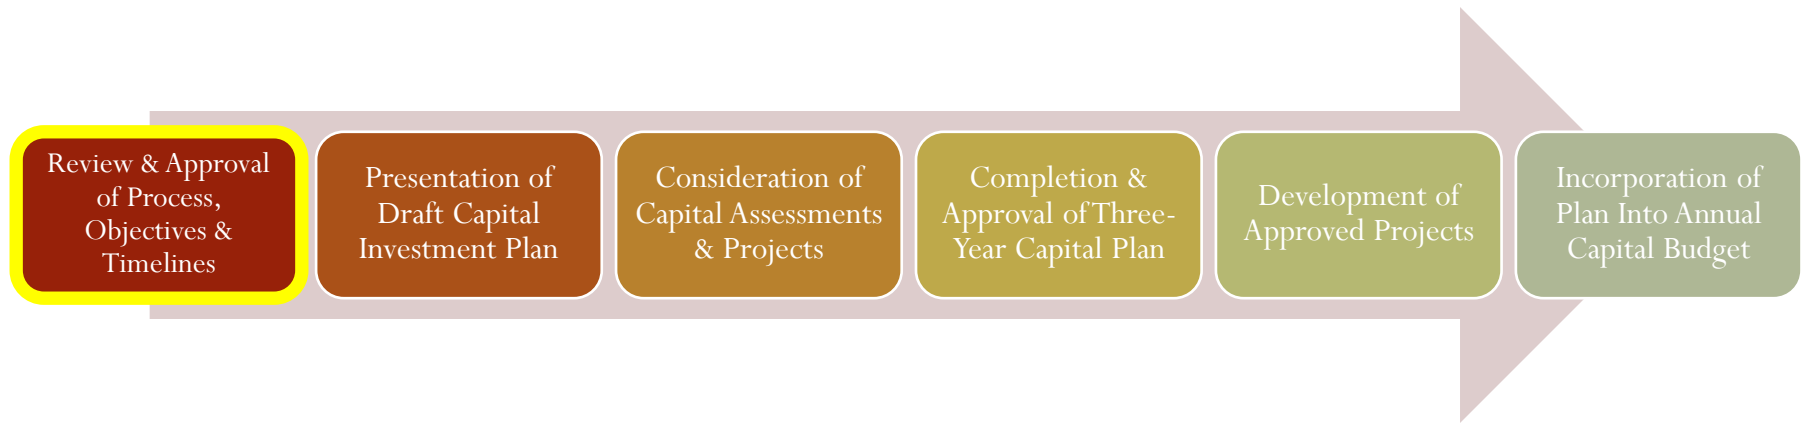 Review & Approval
of Process,
Objectives &
Timelines
Presentation of
Draft Capital
Investment Plan
Consideration of
Capital Assessments
& Projects
Completion &
Approval of Three-
Year Capital Plan
Development of
Approved Projects
Incorporation of
Plan Into Annual
Capital Budget